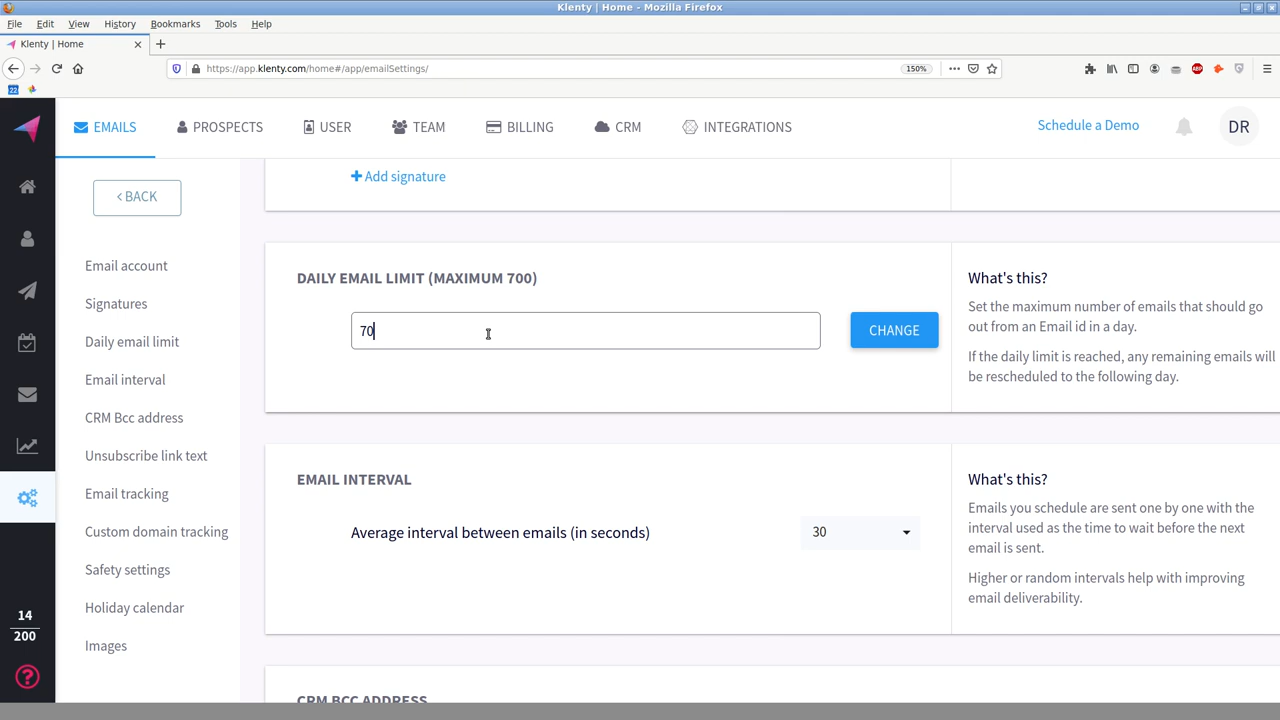 Klenty | Home - Mozilla Firefox
File Edit View History Bookmarks Tools Help
Klenty | Home
https://app.klenty.com/home#/app/emailSettings/
150%
22
ABP
EMAILS PROSPECTS USER TEAM BILLING CRM INTEGRATIONS
Schedule a Demo
DR
BACK
Email account
Signatures
Daily email limit
Email interval
CRM Bcc address
Unsubscribe link text
Email tracking
Custom domain tracking
Safety settings
Holiday calendar
Images
14
200
Add signature
DAILY EMAIL LIMIT (MAXIMUM 700)
70
CHANGE
What's this?
Set the maximum number of emails that should go
out from an Email id in a day.
If the daily limit is reached, any remaining emails will
be rescheduled to the following day.
EMAIL INTERVAL
Average interval between emails (in seconds)
30
What's this?
Emails you schedule are sent one by one with the
interval used as the time to wait before the next
email is sent.
Higher or random intervals help with improving
email deliverability.
CRM BCC ADDRESS